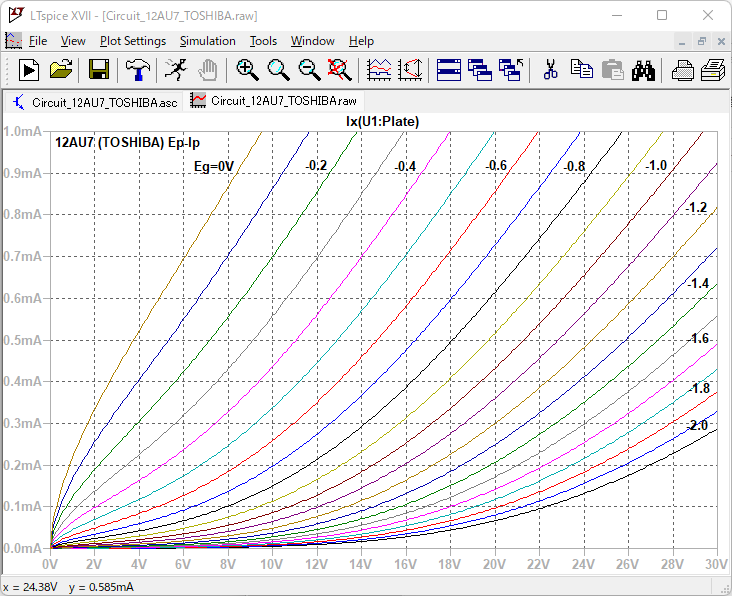 LTspice XVII - [Circuit_12AU7_TOSHIBA.raw]
File View Plot Settings Simulation Tools Window Help
Circuit_12AU7_TOSHIBA.asc Circuit_12AU7_TOSHIBA.raw
Ix(U1:Plate)
1.0mA
12AU7 (TOSHIBA) Ep-Ip
Eg=0V -0.2 -0.4 -0.6 -0.8 -1.0
0.9mA
-1.2
0.8mA
0.7mA
-1.4
0.6mA
-1.6
0.5mA
-1.8
0.4mA
-2.0
0.3mA
0.2mA
0.1mA
0.0mA
0V 2V 4V 6V 8V 10V 12V 14V 16V 18V 20V 22V 24V 26V 28V 30V
x = 24.38V y = 0.585mA